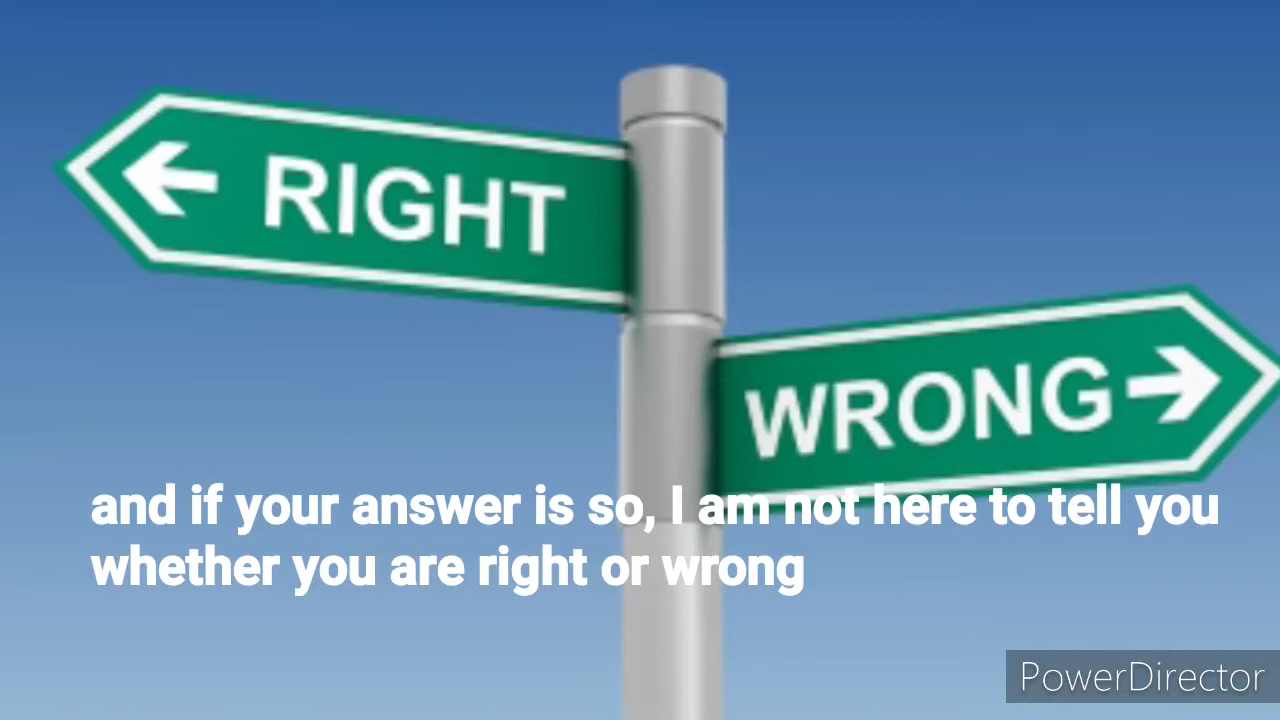 RIGHT
WRONG
and if your answer is so, I am not here to tell you
whether you are right or wrong
PowerDirector